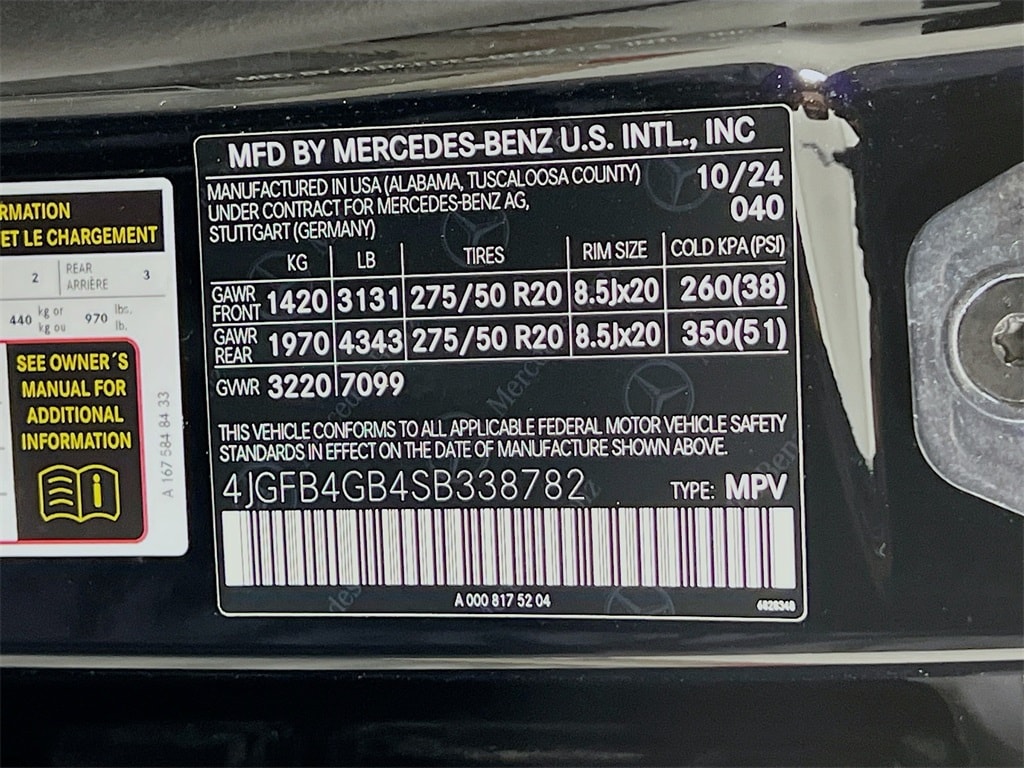 MFD BY MERCEDES-BENZ U.S. INTL., INC
MANUFACTURED IN USA (ALABAMA, TUSCALOOSA COUNTY)
UNDER CONTRACT FOR MERCEDES-BENZ AG,
STUTTGART (GERMANY)
10/24
040
KG LB TIRES RIM SIZE COLD KPA(PSI)
GAWR FRONT 1420 3131 275/50 R20 8.5Jx20 260(38)
GAWR REAR 1970 4343 275/50 R20 8.5Jx20 350(51)
GVWR 3220 7099
THIS VEHICLE CONFORMS TO ALL APPLICABLE FEDERAL MOTOR VEHICLE SAFETY
STANDARDS IN EFFECT ON THE DATE OF MANUFACTURE SHOWN ABOVE.
4JGFB4GB4SB338782 TYPE: MPV
A 000 817 52 04
6828348
RMATION
ET LE CHARGEMENT
2 REAR ARRIÈRE 3
440 kg or kg ou 970 lbs. lb.
SEE OWNER´S
MANUAL FOR
ADDITIONAL
INFORMATION
A 167 584 84 33